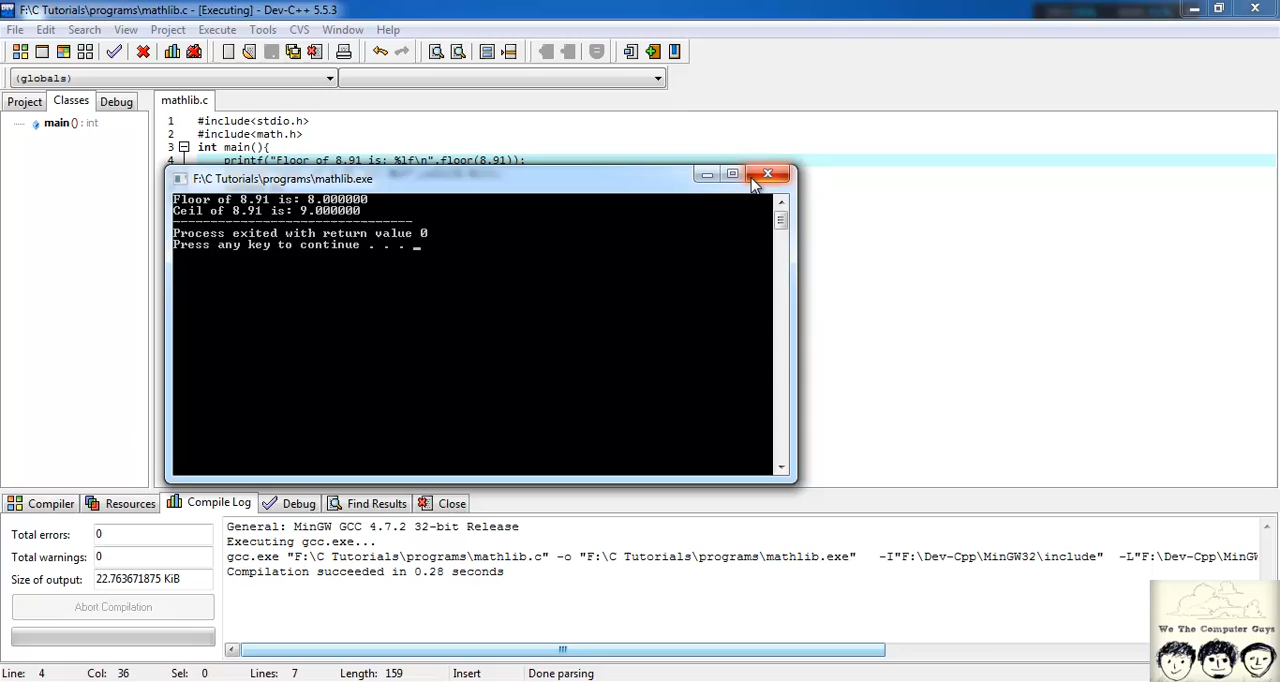 F:\C Tutorials\programs\mathlib.c - [Executing] - Dev-C++ 5.5.3
File Edit Search View Project Execute Tools CVS Window Help
(globals)
Project Classes Debug
mathlib.c
main () : int
1 #include<stdio.h>
2 #include<math.h>
3 int main(){
4 printf("Floor of 8.91 is: %lf\n",floor(8.91));
F:\C Tutorials\programs\mathlib.exe
Floor of 8.91 is: 8.000000
Ceil of 8.91 is: 9.000000
--------------------------------
Process exited with return value 0
Press any key to continue . . . _
Compiler Resources Compile Log Debug Find Results Close
Total errors: 0
Total warnings: 0
Size of output: 22.763671875 KiB
Abort Compilation
General: MinGW GCC 4.7.2 32-bit Release
Executing gcc.exe...
gcc.exe "F:\C Tutorials\programs\mathlib.c" -o "F:\C Tutorials\programs\mathlib.exe" -I"F:\Dev-Cpp\MinGW32\include" -L"F:\Dev-Cpp\MinGW
Compilation succeeded in 0.28 seconds
We The Computer Guys
Line: 4 Col: 36 Sel: 0 Lines: 7 Length: 159 Insert Done parsing